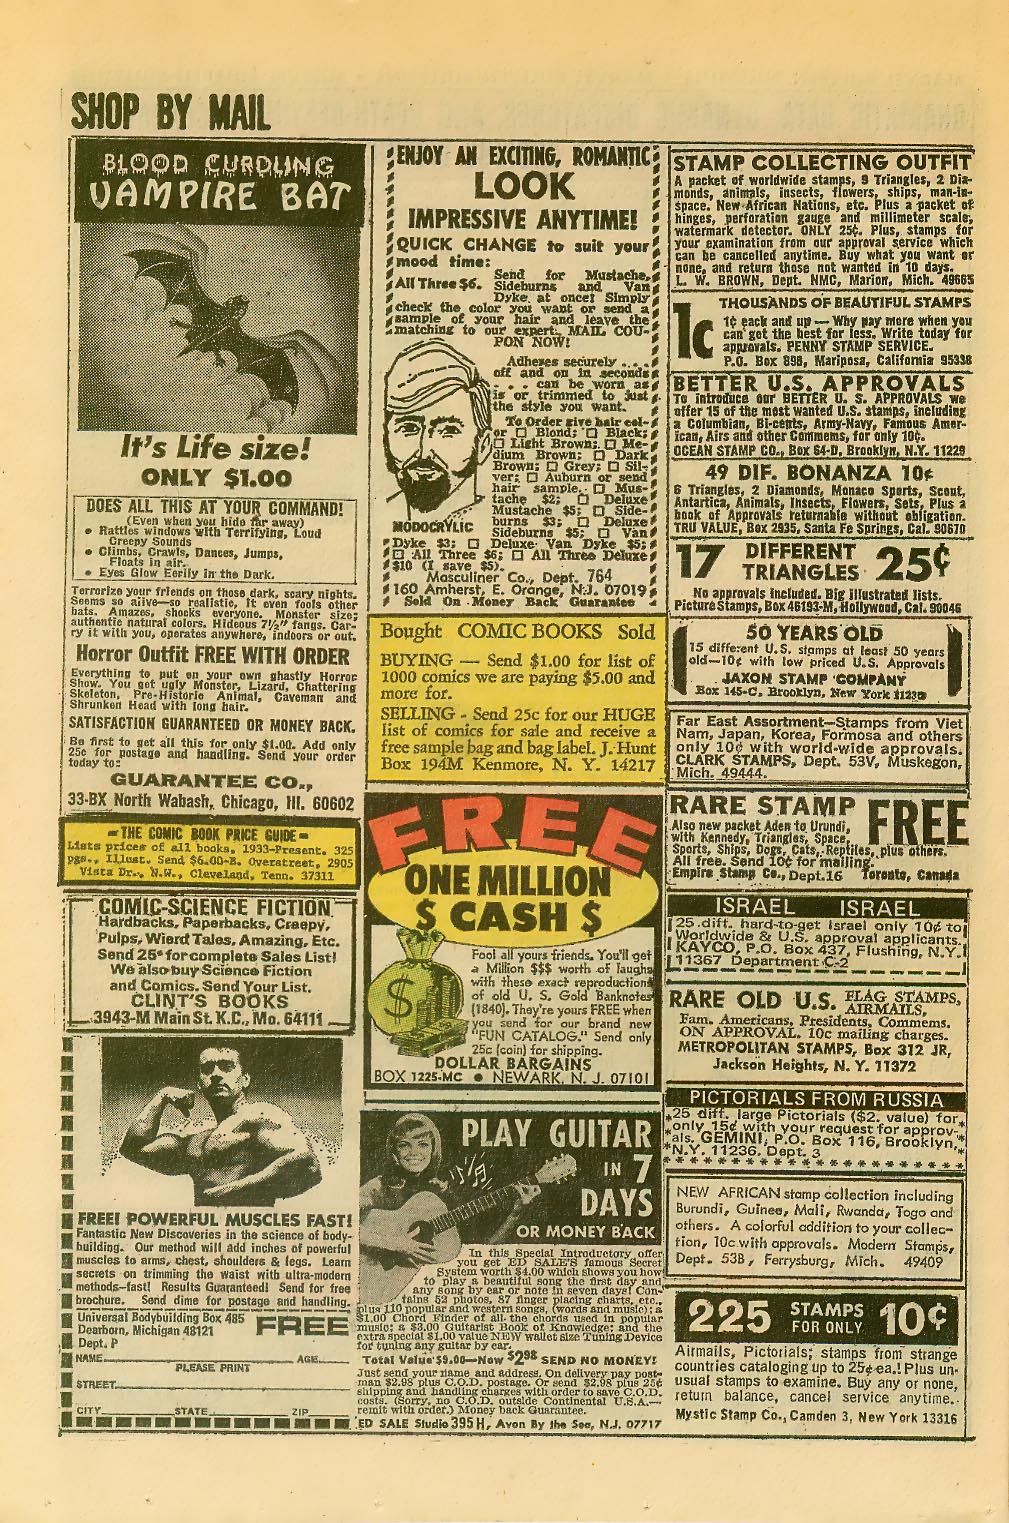 SHOP BY MAIL
BLOOD CURDLING
VAMPIRE BAT
It's Life size!
ONLY $1.00
DOES ALL THIS AT YOUR COMMAND!
(Even when you hide far away)
• Rattles windows with Terrifying, Loud
Creepy Sounds
• Climbs, Crawls, Dances, Jumps,
Floats in air.
• Eyes Glow Eerily in the Dark.
Terrorize your friends on those dark, scary nights.
Seems so alive—so realistic, It even fools other
bats. Amazes, shocks everyone. Monster size;
authentic natural colors. Hideous 7½" fangs. Car-
ry it with you, operates anywhere, indoors or out.
Horror Outfit FREE WITH ORDER
Everything to put on your own ghastly Horror
Show. You get ugly Monster, Lizard, Chattering
Skeleton, Pre-Historic Animal, Caveman and
Shrunken Head with long hair.
SATISFACTION GUARANTEED OR MONEY BACK.
Be first to get all this for only $1.00. Add only
25c for postage and handling. Send your order
today to:
GUARANTEE CO.,
33-BX North Wabash, Chicago, Ill. 60602
—THE COMIC BOOK PRICE GUIDE—
Lists prices of all books, 1933-Present. 325
pgs., Illust. Send $6.00-B. Overstreet, 2905
Vista Dr., N.W., Cleveland, Tenn. 37311
COMIC-SCIENCE FICTION
Hardbacks, Paperbacks, Creepy,
Pulps, Wierd Tales, Amazing, Etc.
Send 25¢ for complete Sales List!
We also buy Science Fiction
and Comics. Send Your List.
CLINT'S BOOKS
3943-M Main St. K.C., Mo. 64111
FREE! POWERFUL MUSCLES FAST!
Fantastic New Discoveries in the science of body-
building. Our method will add inches of powerful
muscles to arms, chest, shoulders & legs. Learn
secrets on trimming the waist with ultra-modern
methods—fast! Results Guaranteed! Send for free
brochure. Send dime for postage and handling.
Universal Bodybuilding Box 485
Dearborn, Michigan 48121
Dept. P
FREE
NAME AGE
PLEASE PRINT
STREET
CITY STATE ZIP
ENJOY AN EXCITING, ROMANTIC
LOOK
IMPRESSIVE ANYTIME!
QUICK CHANGE to suit your
mood time:
All Three $6. Send for Mustache,
Sideburns and Van
Dyke at once! Simply
check the color you want or send a
sample of your hair and leave the
matching to our expert. MAIL COU-
PON NOW!
Adheres securely . . .
off and on in seconds
. . . can be worn as
is or trimmed to just
the style you want.
To Order give hair col-
or □ Blond; □ Black;
□ Light Brown; □ Me-
dium Brown; □ Dark
Brown; □ Grey; □ Sil-
ver; □ Auburn or send
hair sample. □ Mus-
tache $2; □ Deluxe
Mustache $5; □ Side-
burns $3; □ Deluxe
Sideburns $5; □ Van
MODOCRYLIC
Dyke $3; □ Deluxe Van Dyke $5;
□ All Three $6; □ All Three Deluxe
$10 (I save $5).
Masculiner Co., Dept. 764
160 Amherst, E. Orange, N.J. 07019
Sold On Money Back Guarantee
Bought COMIC BOOKS Sold
BUYING — Send $1.00 for list of
1000 comics we are paying $5.00 and
more for.
SELLING - Send 25c for our HUGE
list of comics for sale and receive a
free sample bag and bag label. J. Hunt
Box 194M Kenmore, N. Y. 14217
FREE
ONE MILLION
$ CASH $
Fool all yours friends. You'll get
a Million $$$ worth of laughs
with these exact reproductions
of old U. S. Gold Banknotes
(1840). They're yours FREE when
you send for our brand new
"FUN CATALOG." Send only
25c (coin) for shipping.
DOLLAR BARGAINS
BOX 1225-MC • NEWARK, N. J. 07101
PLAY GUITAR
IN 7
DAYS
OR MONEY BACK
In this Special Introductory offer
you get ED SALE'S famous Secret
System worth $4.00 which shows you how
to play a beautiful song the first day and
any song by ear or note in seven days! Con-
tains 52 photos, 87 finger placing charts, etc.,
plus 110 popular and western songs, (words and music); a
$1.00 Chord Finder of all the chords used in popular
music; a $3.00 Guitarist Book of Knowledge; and the
extra special $1.00 value NEW wallet size Tuning Device
for tuning any guitar by ear.
Total Value $9.00—Now $2.98 SEND NO MONEY!
Just send your name and address. On delivery pay post-
man $2.98 plus C.O.D. postage. Or send $2.98 plus 25¢
shipping and handling charges with order to save C.O.D.
costs. (Sorry, no C.O.D. outside Continental U.S.A.—
remit with order.) Money back Guarantee.
ED SALE Studio 395H, Avon By the Sea, N.J. 07717
STAMP COLLECTING OUTFIT
A packet of worldwide stamps, 9 Triangles, 2 Dia-
monds, animals, insects, flowers, ships, man-in-
space. New African Nations, etc. Plus a packet of
hinges, perforation gauge and millimeter scale,
watermark detector. ONLY 25¢. Plus, stamps for
your examination from our approval service which
can be cancelled anytime. Buy what you want or
none, and return those not wanted in 10 days.
L. W. BROWN, Dept. NMC, Marion, Mich. 49665
1c
THOUSANDS OF BEAUTIFUL STAMPS
1¢ each and up — Why pay more when you
can get the best for less. Write today for
approvals. PENNY STAMP SERVICE.
P.O. Box 898, Mariposa, California 95338
BETTER U.S. APPROVALS
To introduce our BETTER U. S. APPROVALS we
offer 15 of the most wanted U.S. stamps, including
a Columbian, Bi-cents, Army-Navy, Famous Amer-
ican, Airs and other Commems, for only 10¢.
OCEAN STAMP CO., Box 64-D, Brooklyn, N.Y. 11229
49 DIF. BONANZA 10¢
6 Triangles, 2 Diamonds, Monaco Sports, Scout,
Antartica, Animals, Insects, Flowers, Sets, Plus a
book of Approvals returnable without obligation.
TRU VALUE, Box 2935, Santa Fe Springs, Cal. 90670
17 DIFFERENT
TRIANGLES 25¢
No approvals included. Big illustrated lists.
Picture Stamps, Box 46193-M, Hollywood, Cal. 90046
50 YEARS OLD
15 different U.S. stamps at least 50 years
old—10¢ with low priced U.S. Approvals
JAXON STAMP COMPANY
Box 145-C, Brooklyn, New York
Far East Assortment—Stamps from Viet
Nam, Japan, Korea, Formosa and others
only 10¢ with world-wide approvals.
CLARK STAMPS, Dept. 53V, Muskegon,
Mich. 49444.
RARE STAMP FREE
Also new packet Aden to Urundi,
with Kennedy, Triangles, Space,
Sports, Ships, Dogs, Cats, Reptiles, plus others.
All free. Send 10¢ for mailing.
Empire Stamp Co., Dept. 16 Toronto, Canada
ISRAEL ISRAEL
25 diff. hard-to-get Israel only 10¢ to
Worldwide & U.S. approval applicants.
KAYCO, P.O. Box 437, Flushing, N.Y.
11367 Department C-2
RARE OLD U.S. FLAG STAMPS,
AIRMAILS,
Fam. Americans, Presidents, Commems.
ON APPROVAL. 10c mailing charges.
METROPOLITAN STAMPS, Box 312 JR,
Jackson Heights, N. Y. 11372
PICTORIALS FROM RUSSIA
25 diff. large Pictorials ($2. value) for
only 15¢ with your request for approv-
als. GEMINI, P.O. Box 116, Brooklyn,
N.Y. 11236. Dept. 3
NEW AFRICAN stamp collection including
Burundi, Guinee, Mali, Rwanda, Togo and
others. A colorful addition to your collec-
tion, 10c with approvals. Modern Stamps,
Dept. 53B, Ferrysburg, Mich. 49409
225 STAMPS
FOR ONLY 10¢
Airmails, Pictorials; stamps from strange
countries cataloging up to 25¢ ea.! Plus un-
usual stamps to examine. Buy any or none,
return balance, cancel service anytime.
Mystic Stamp Co., Camden 3, New York 13316